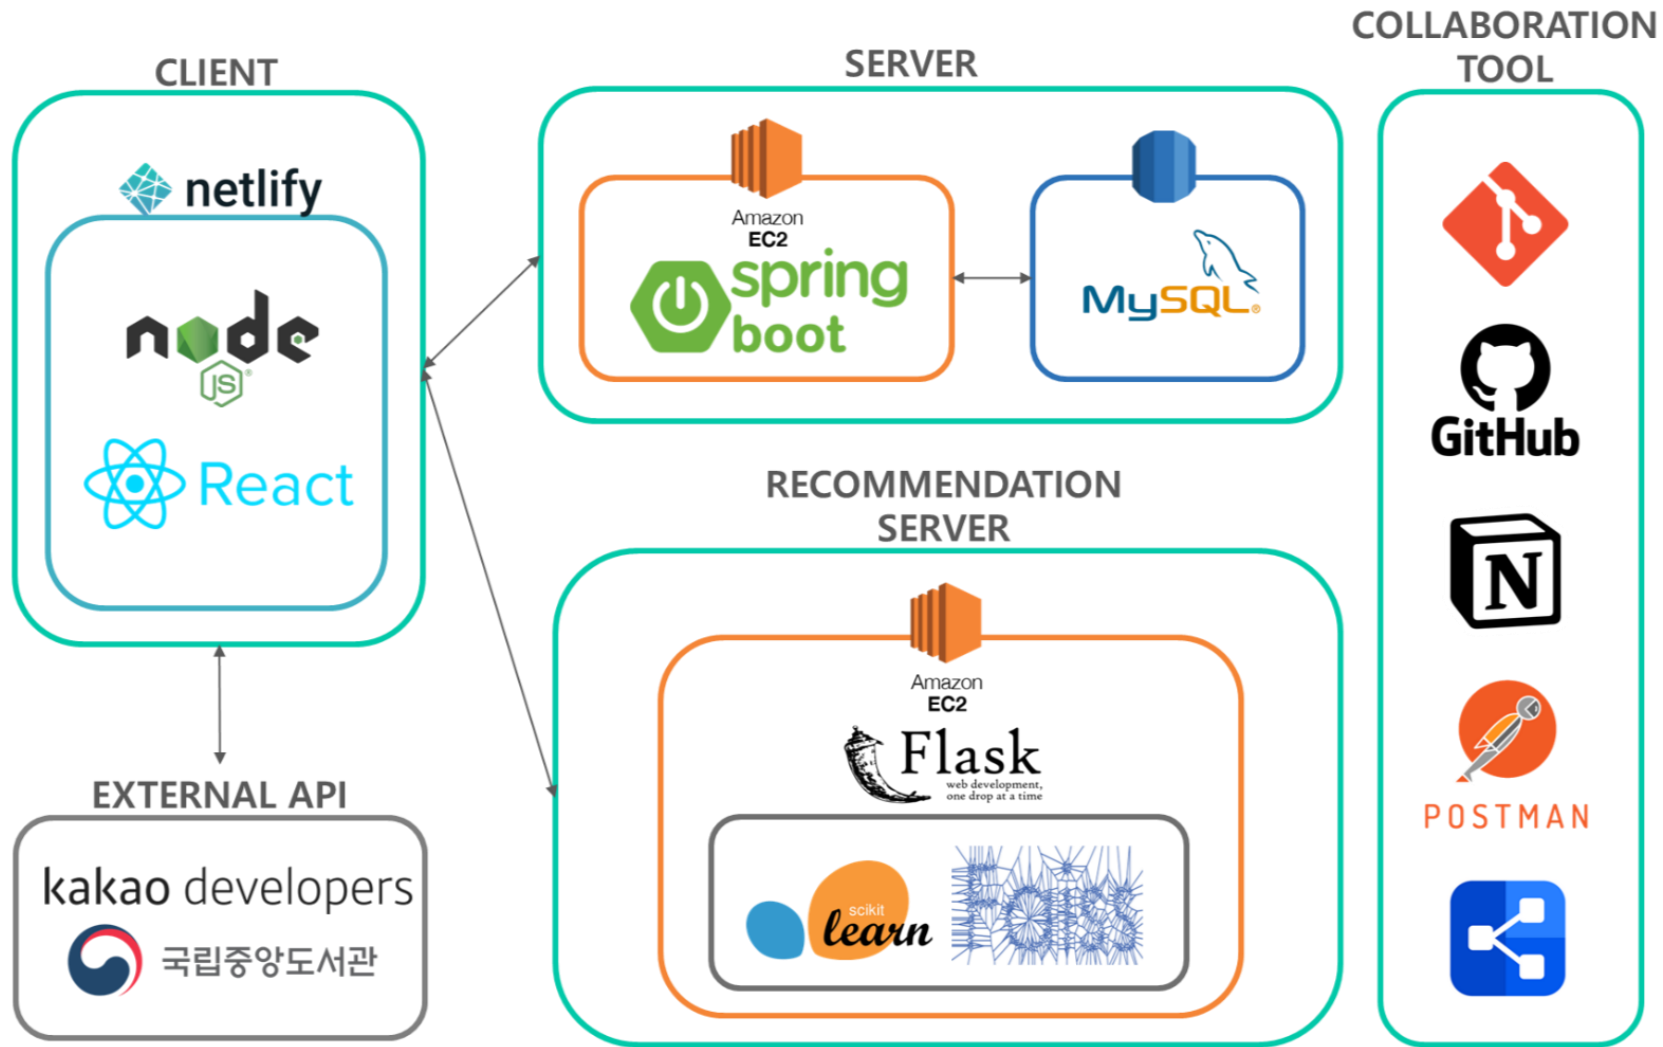 CLIENT
netlify
node
JS
React
EXTERNAL API
kakao developers
국립중앙도서관
SERVER
Amazon
EC2
spring
boot
MySQL
RECOMMENDATION
SERVER
Amazon
EC2
Flask
web development,
one drop at a time
scikit
learn
Faiss
COLLABORATION
TOOL
GitHub
N
POSTMAN